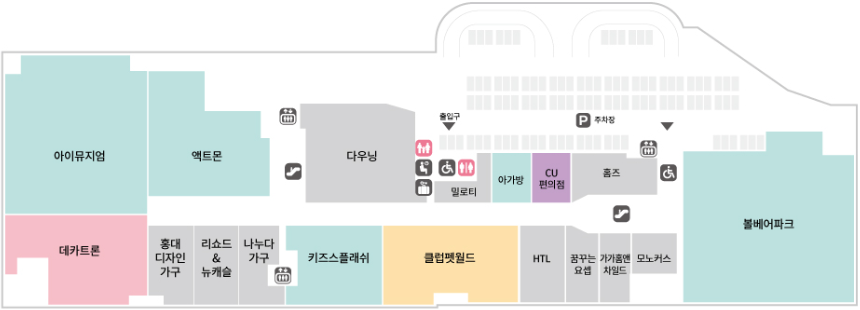 출입구
P 주차장
아이뮤지엄
액트몬
다우닝
밀로티
아가방
CU
편의점
홈즈
볼베어파크
데카트론
홍대
디자인
가구
리쇼드
&
뉴캐슬
나누다
가구
키즈스플래쉬
클럽펫월드
HTL
꿈꾸는
요셉
가가홈앤
차일드
모노커스